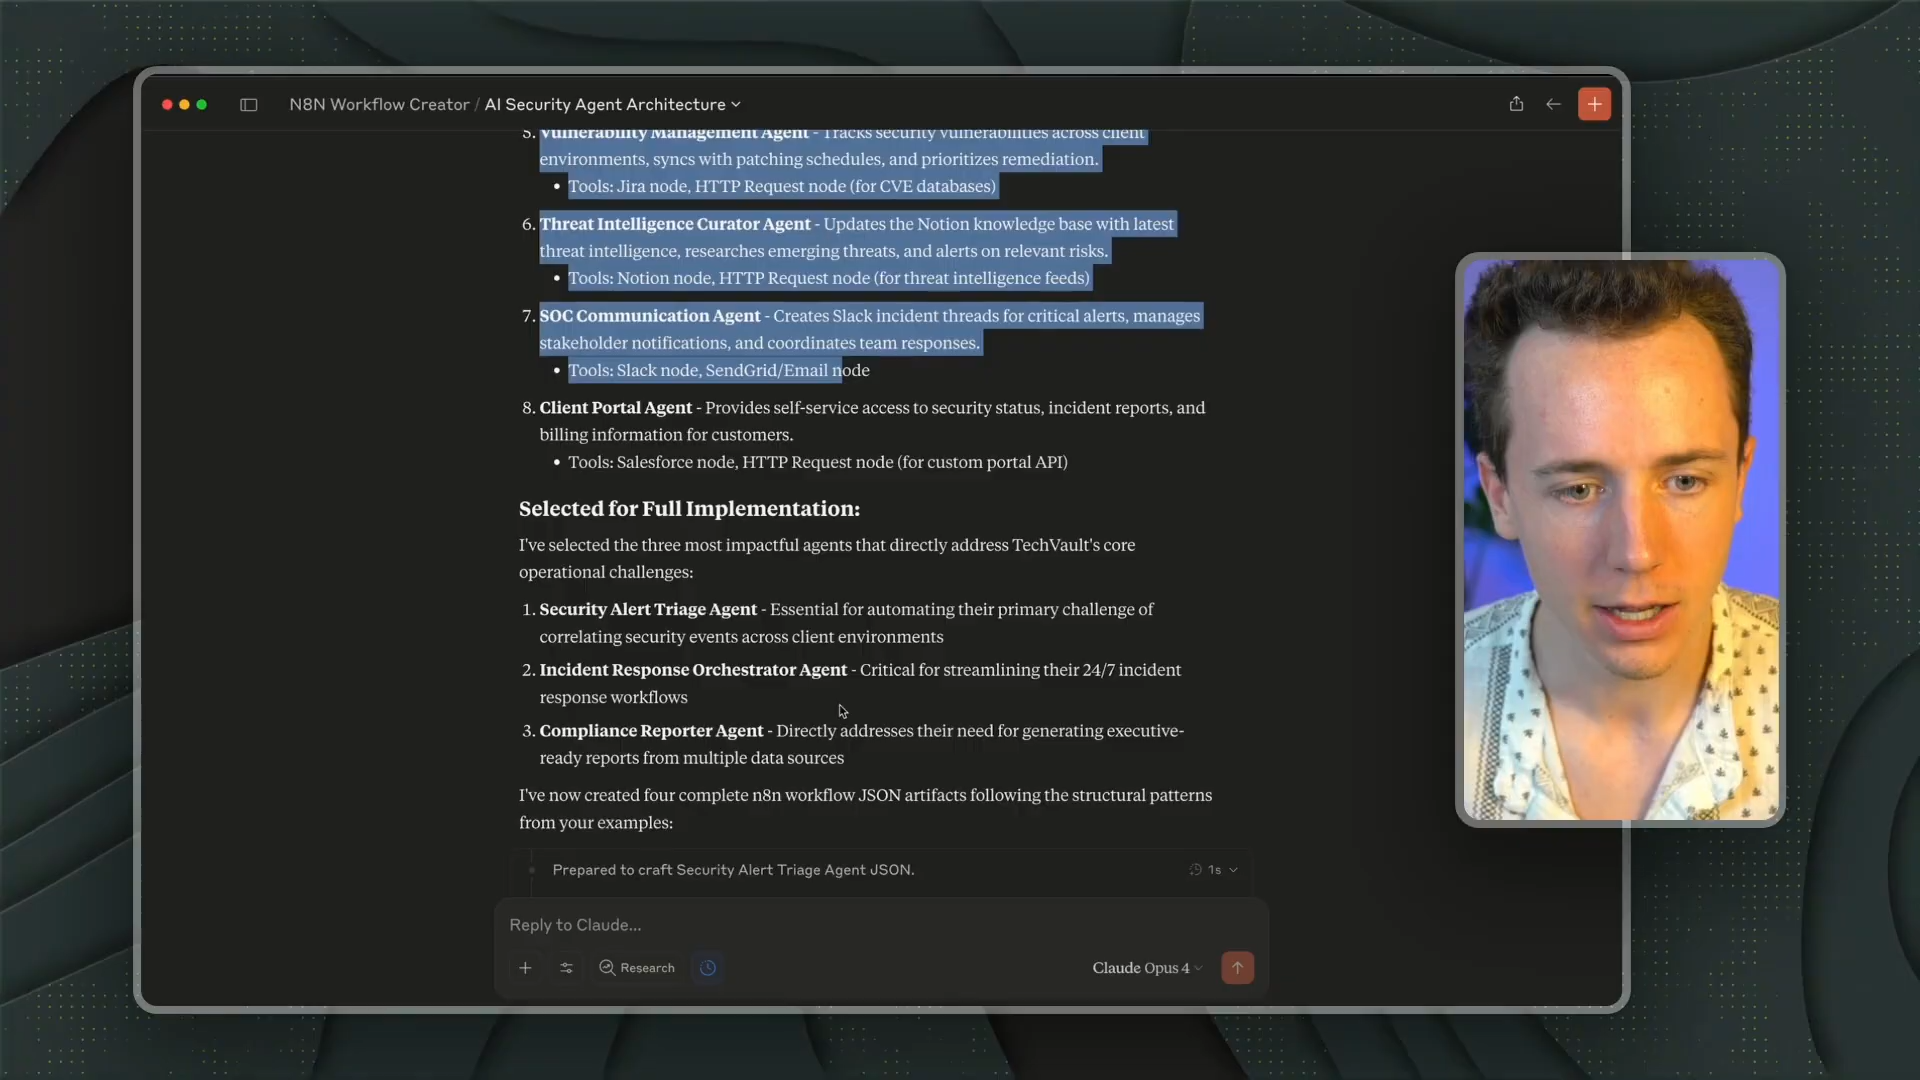 N8N Workflow Creator / AI Security Agent Architecture
5. Vulnerability Management Agent - Tracks security vulnerabilities across client
environments, syncs with patching schedules, and prioritizes remediation.
• Tools: Jira node, HTTP Request node (for CVE databases)
6. Threat Intelligence Curator Agent - Updates the Notion knowledge base with latest
threat intelligence, researches emerging threats, and alerts on relevant risks.
• Tools: Notion node, HTTP Request node (for threat intelligence feeds)
7. SOC Communication Agent - Creates Slack incident threads for critical alerts, manages
stakeholder notifications, and coordinates team responses.
• Tools: Slack node, SendGrid/Email node
8. Client Portal Agent - Provides self-service access to security status, incident reports, and
billing information for customers.
• Tools: Salesforce node, HTTP Request node (for custom portal API)
Selected for Full Implementation:
I've selected the three most impactful agents that directly address TechVault's core
operational challenges:
1. Security Alert Triage Agent - Essential for automating their primary challenge of
correlating security events across client environments
2. Incident Response Orchestrator Agent - Critical for streamlining their 24/7 incident
response workflows
3. Compliance Reporter Agent - Directly addresses their need for generating executive-
ready reports from multiple data sources
I've now created four complete n8n workflow JSON artifacts following the structural patterns
from your examples:
Prepared to craft Security Alert Triage Agent JSON. 1s
Reply to Claude...
Research Claude Opus 4